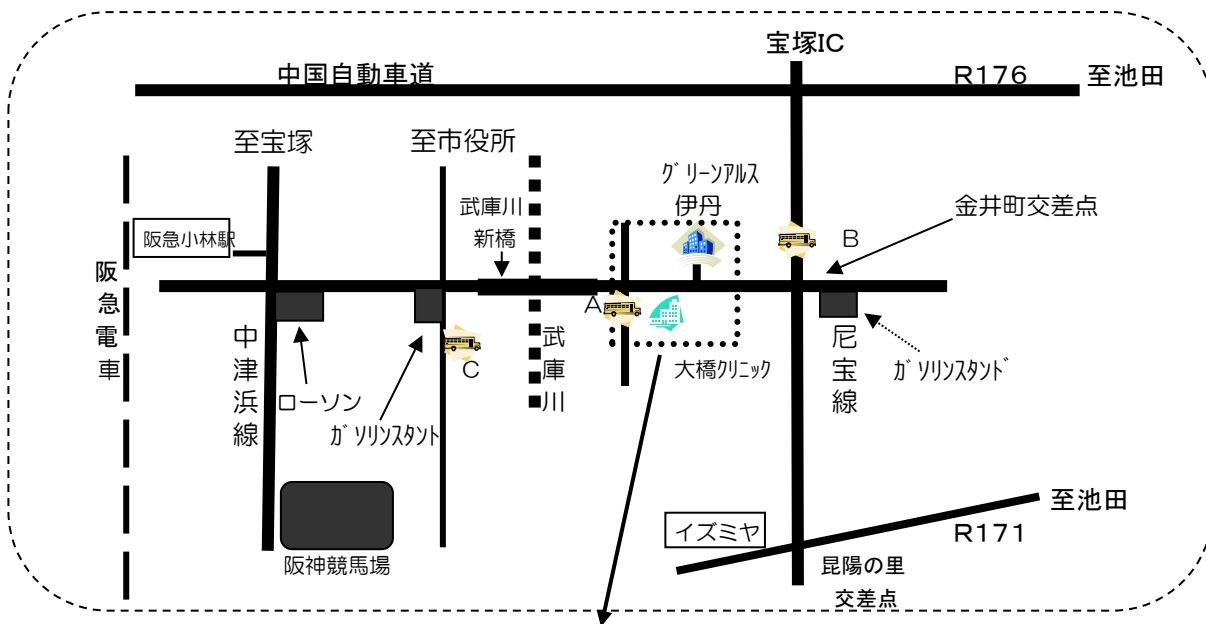 宝塚IC
中国自動車道
R176
至池田
至宝塚
至市役所
グリーンアルス
伊丹
武庫川
新橋
金井町交差点
阪急小林駅
B
阪急電車
A
中津浜線
武庫川
C
大橋クリニック
尼宝線
ガソリンスタンド
ローソン
ガソリンスタント
至池田
イズミヤ
R171
阪神競馬場
昆陽の里
交差点